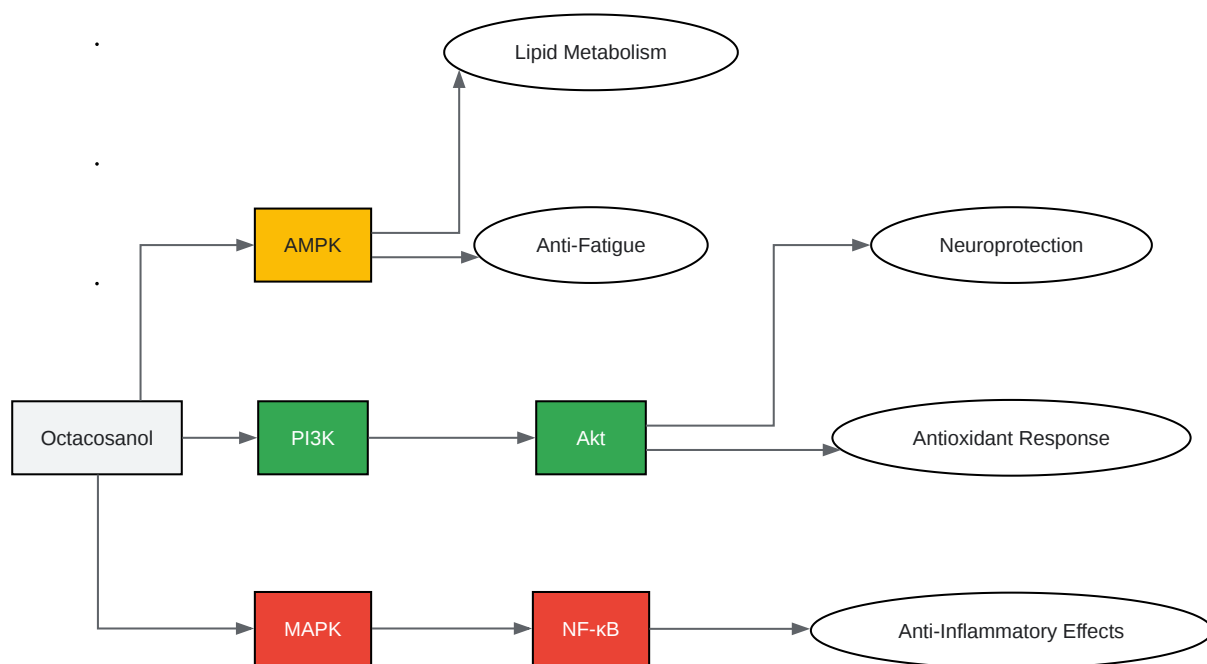 Lipid Metabolism
AMPK
Anti-Fatigue
Neuroprotection
Octacosanol
PI3K
Akt
Antioxidant Response
MAPK
NF-κB
Anti-Inflammatory Effects